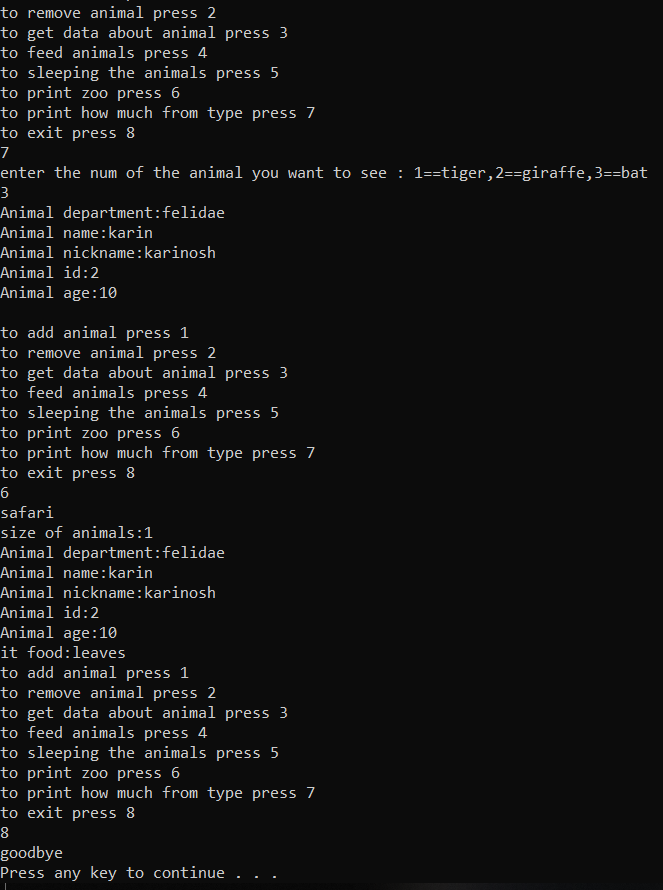 to remove animal press 2
to get data about animal press 3
to feed animals press 4
to sleeping the animals press 5
to print zoo press 6
to print how much from type press 7
to exit press 8
7
enter the num of the animal you want to see : 1==tiger,2==giraffe,3==bat
3
Animal department:felidae
Animal name:karin
Animal nickname:karinosh
Animal id:2
Animal age:10

to add animal press 1
to remove animal press 2
to get data about animal press 3
to feed animals press 4
to sleeping the animals press 5
to print zoo press 6
to print how much from type press 7
to exit press 8
6
safari
size of animals:1
Animal department:felidae
Animal name:karin
Animal nickname:karinosh
Animal id:2
Animal age:10
it food:leaves
to add animal press 1
to remove animal press 2
to get data about animal press 3
to feed animals press 4
to sleeping the animals press 5
to print zoo press 6
to print how much from type press 7
to exit press 8
8
goodbye
Press any key to continue . . .